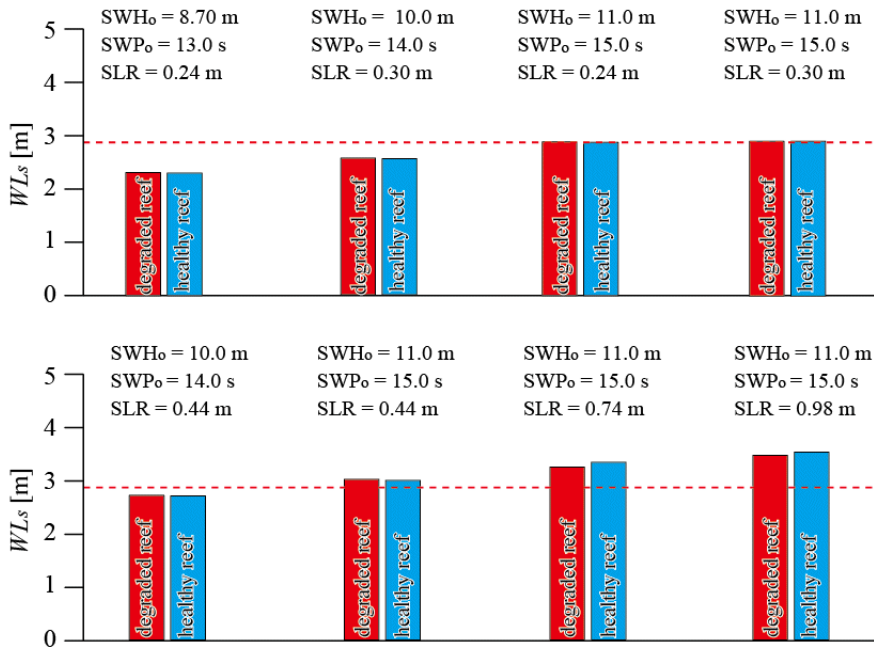 SWHₒ = 8.70 m
SWPₒ = 13.0 s
SLR = 0.24 m
SWHₒ = 10.0 m
SWPₒ = 14.0 s
SLR = 0.30 m
SWHₒ = 11.0 m
SWPₒ = 15.0 s
SLR = 0.24 m
SWHₒ = 11.0 m
SWPₒ = 15.0 s
SLR = 0.30 m
WLs [m]
5
4
3
2
1
0
degraded reef
healthy reef
degraded reef
healthy reef
degraded reef
healthy reef
degraded reef
healthy reef
SWHₒ = 10.0 m
SWPₒ = 14.0 s
SLR = 0.44 m
SWHₒ = 11.0 m
SWPₒ = 15.0 s
SLR = 0.44 m
SWHₒ = 11.0 m
SWPₒ = 15.0 s
SLR = 0.74 m
SWHₒ = 11.0 m
SWPₒ = 15.0 s
SLR = 0.98 m
WLs [m]
5
4
3
2
1
0
degraded reef
healthy reef
degraded reef
healthy reef
degraded reef
healthy reef
degraded reef
healthy reef